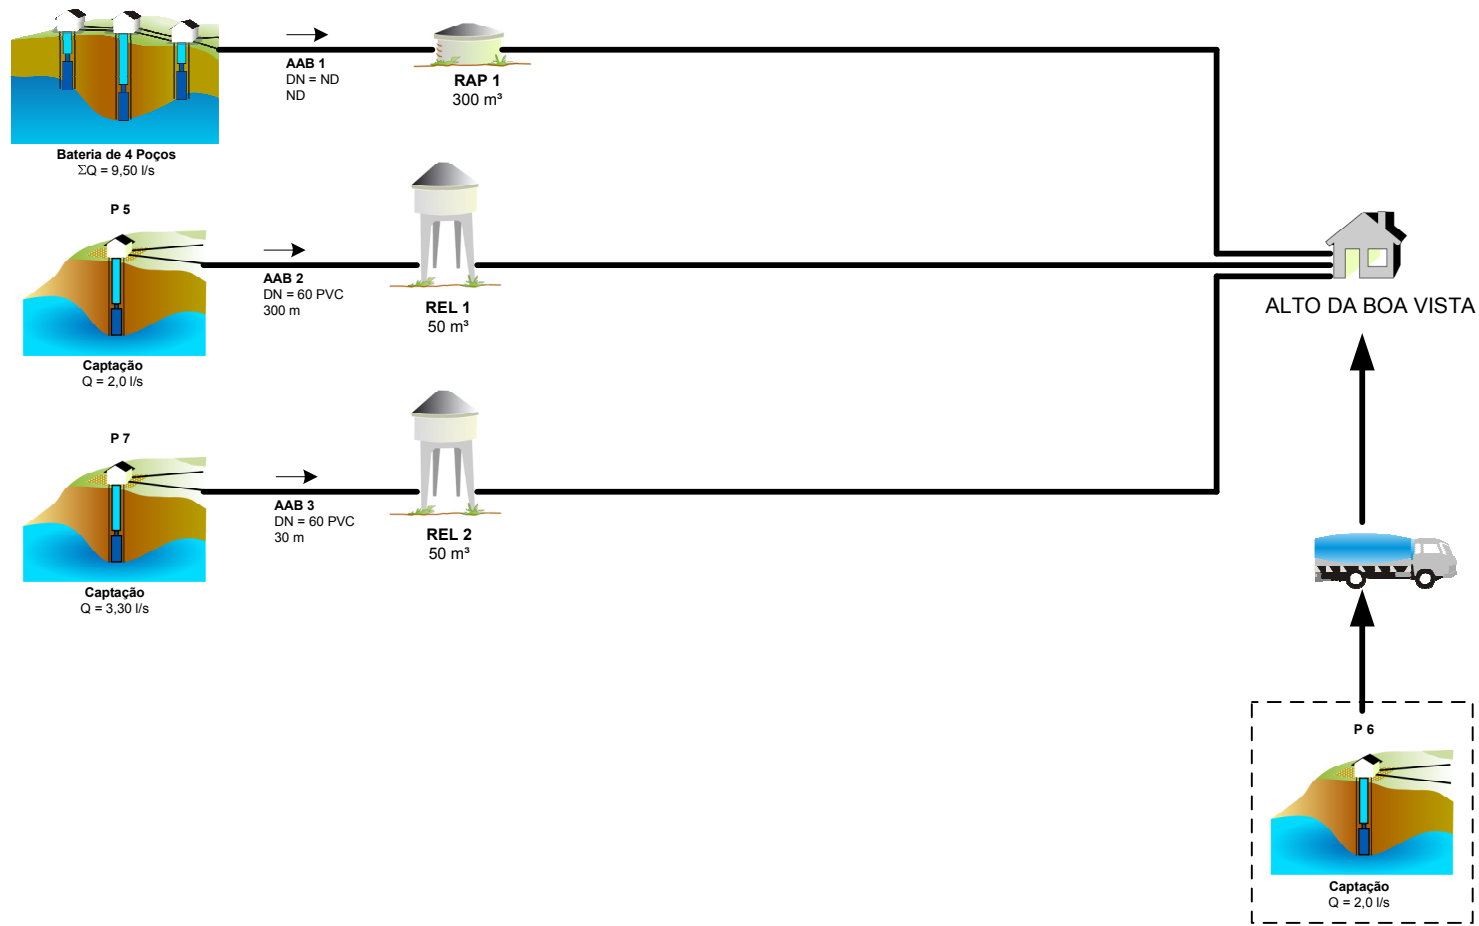 AAB 1
DN = ND
ND
RAP 1
300 m³
Bateria de 4 Poços
ΣQ = 9,50 l/s
P 5
AAB 2
DN = 60 PVC
300 m
REL 1
50 m³
Captação
Q = 2,0 l/s
ALTO DA BOA VISTA
P 7
AAB 3
DN = 60 PVC
30 m
REL 2
50 m³
Captação
Q = 3,30 l/s
P 6
Captação
Q = 2,0 l/s